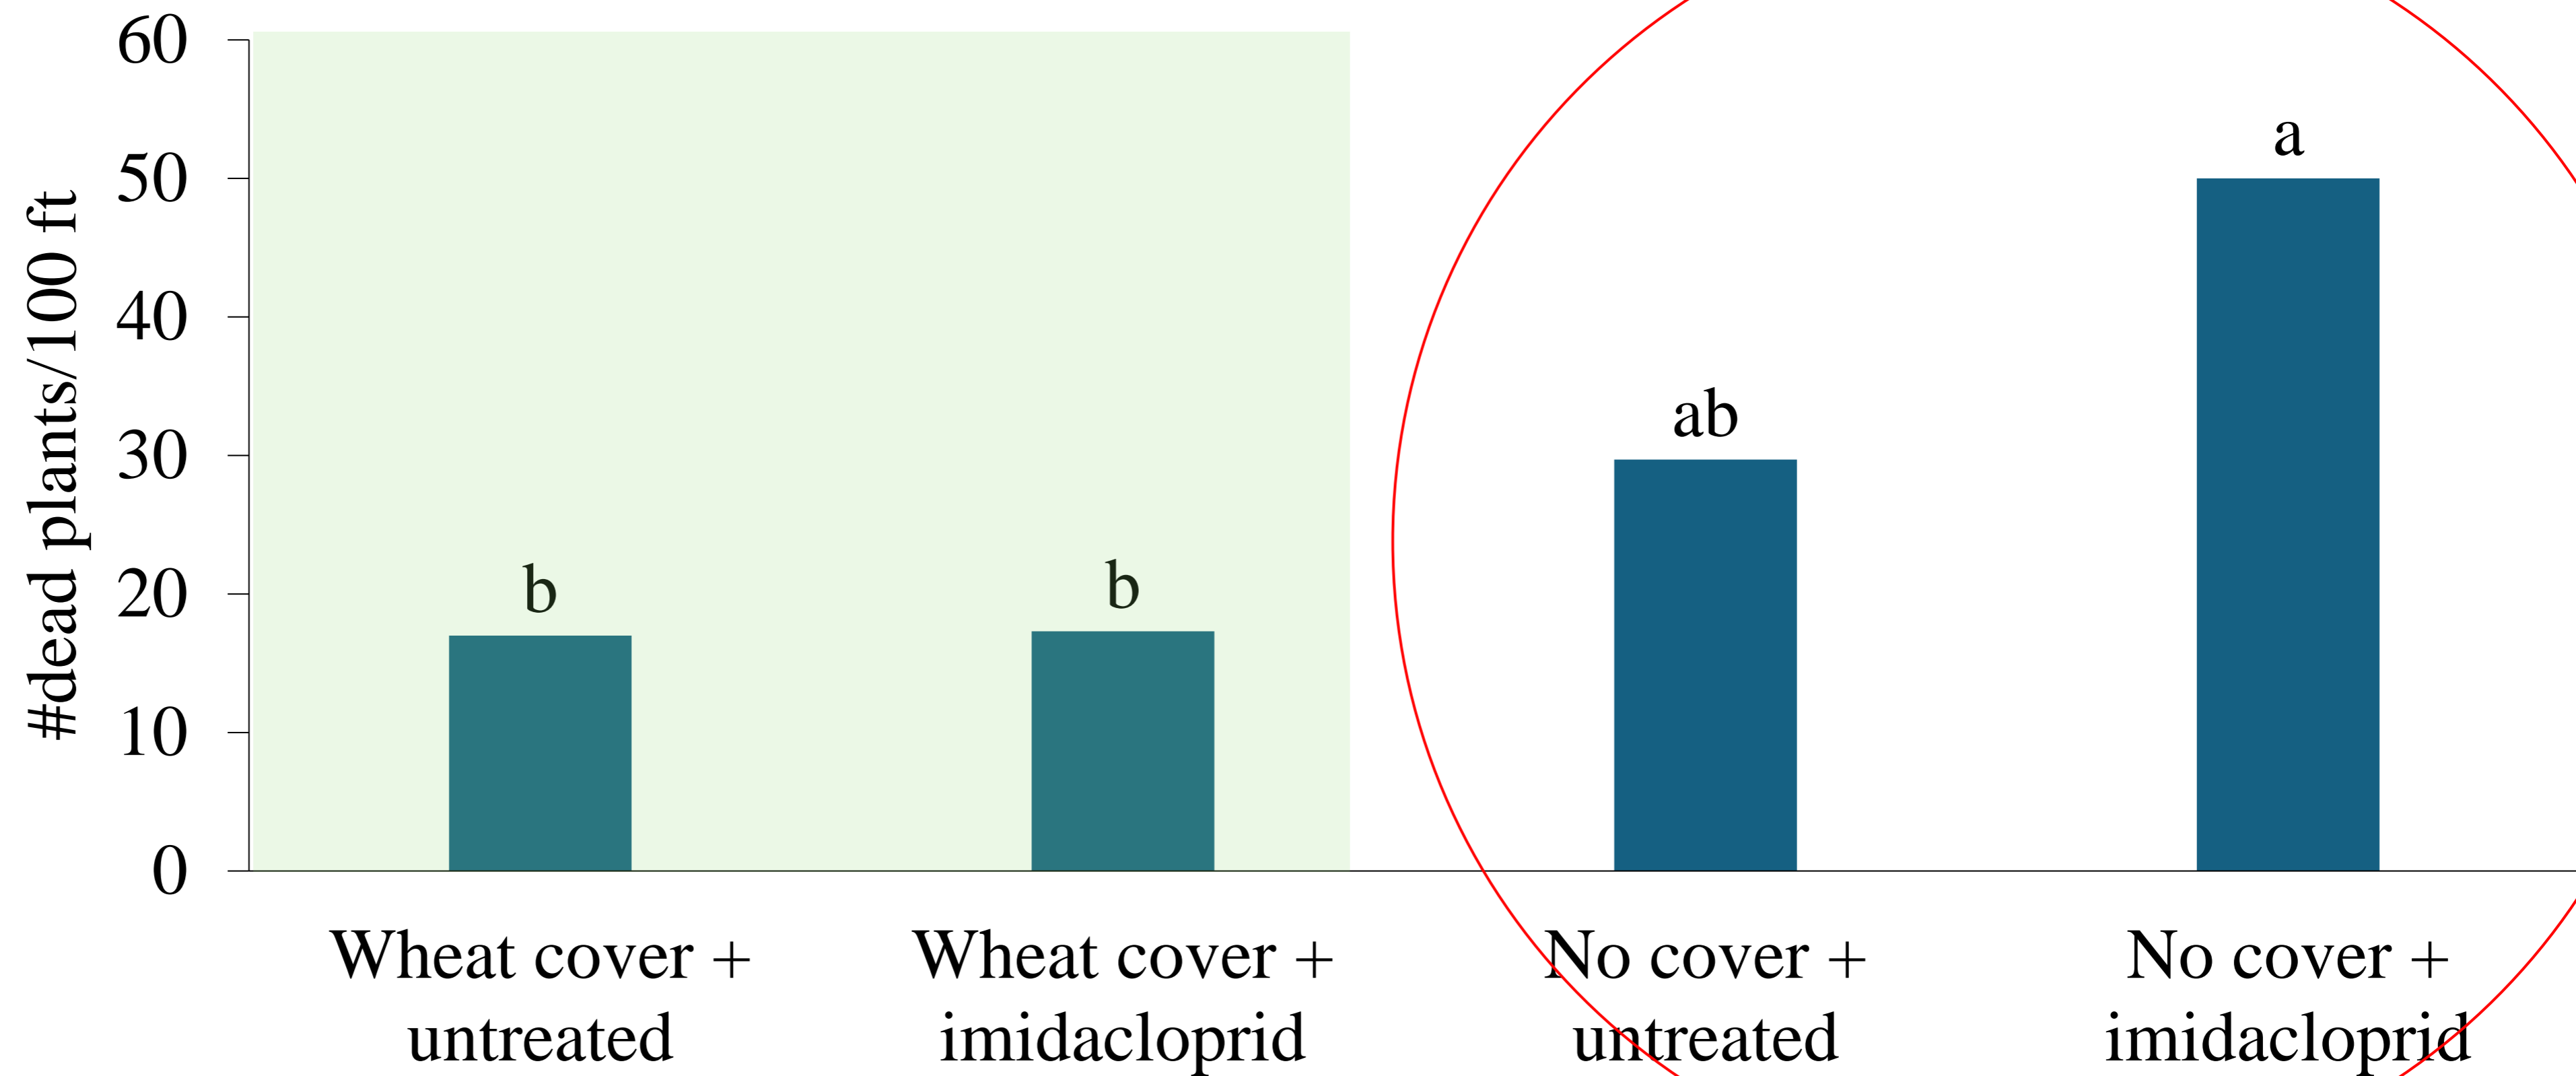 #dead plants/100 ft
60
50
40
30
20
10
0
b
b
ab
a
Wheat cover +
untreated
Wheat cover +
imidacloprid
No cover +
untreated
No cover +
imidacloprid